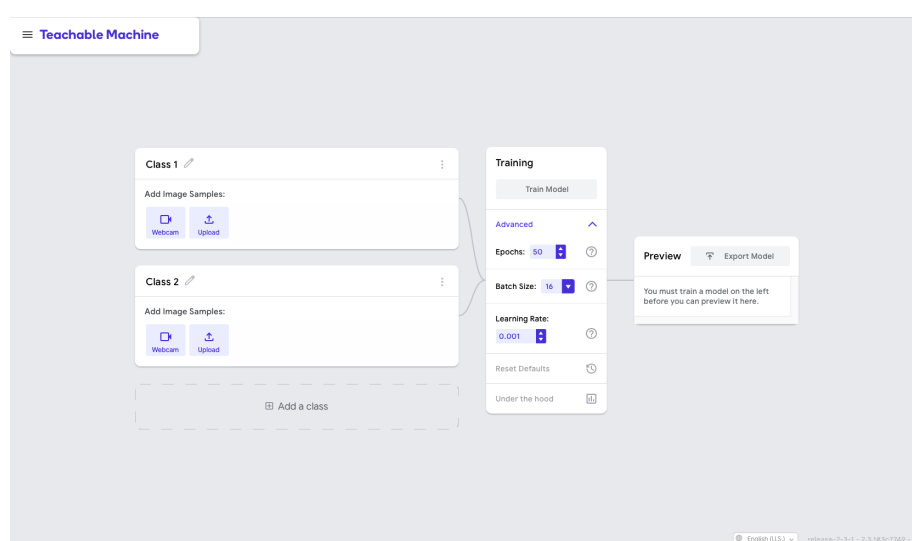 Teachable Machine
Class 1
Add Image Samples:
Webcam
Upload
Class 2
Add Image Samples:
Webcam
Upload
Add a class
Training
Train Model
Advanced
Epochs: 50
Batch Size: 16
Learning Rate:
0.001
Reset Defaults
Under the hood
Preview
Export Model
You must train a model on the left
before you can preview it here.
English (U.S.)